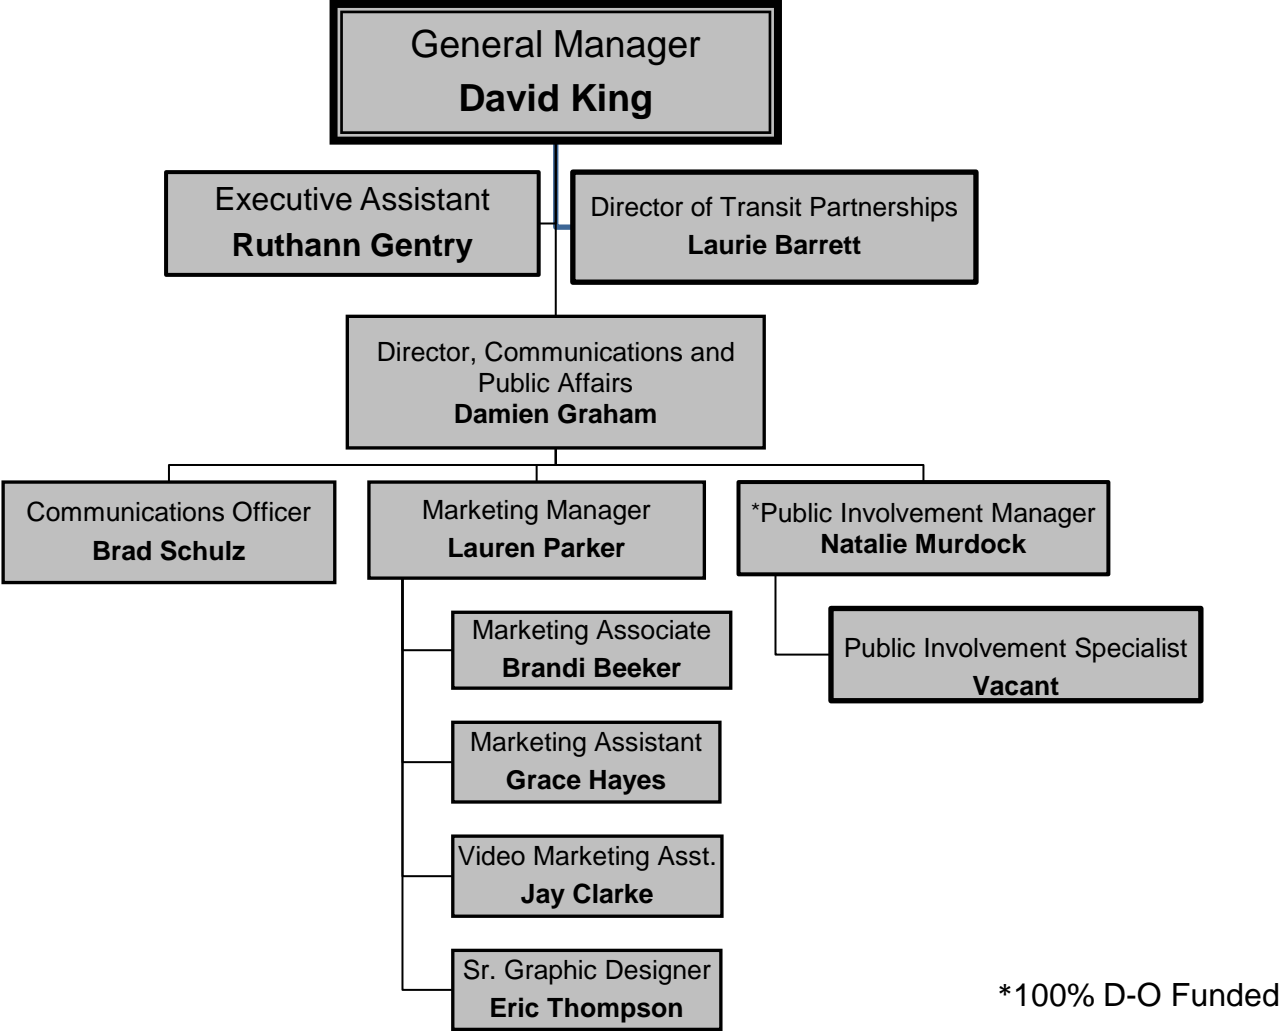 General Manager
David King
Executive Assistant
Ruthann Gentry
Director of Transit Partnerships
Laurie Barrett
Director, Communications and
Public Affairs
Damien Graham
Communications Officer
Brad Schulz
Marketing Manager
Lauren Parker
*Public Involvement Manager
Natalie Murdock
Marketing Associate
Brandi Beeker
Public Involvement Specialist
Vacant
Marketing Assistant
Grace Hayes
Video Marketing Asst.
Jay Clarke
Sr. Graphic Designer
Eric Thompson
*100% D-O Funded